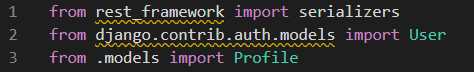 1 from rest_framework import serializers
2 from django.contrib.auth.models import User
3 from .models import Profile